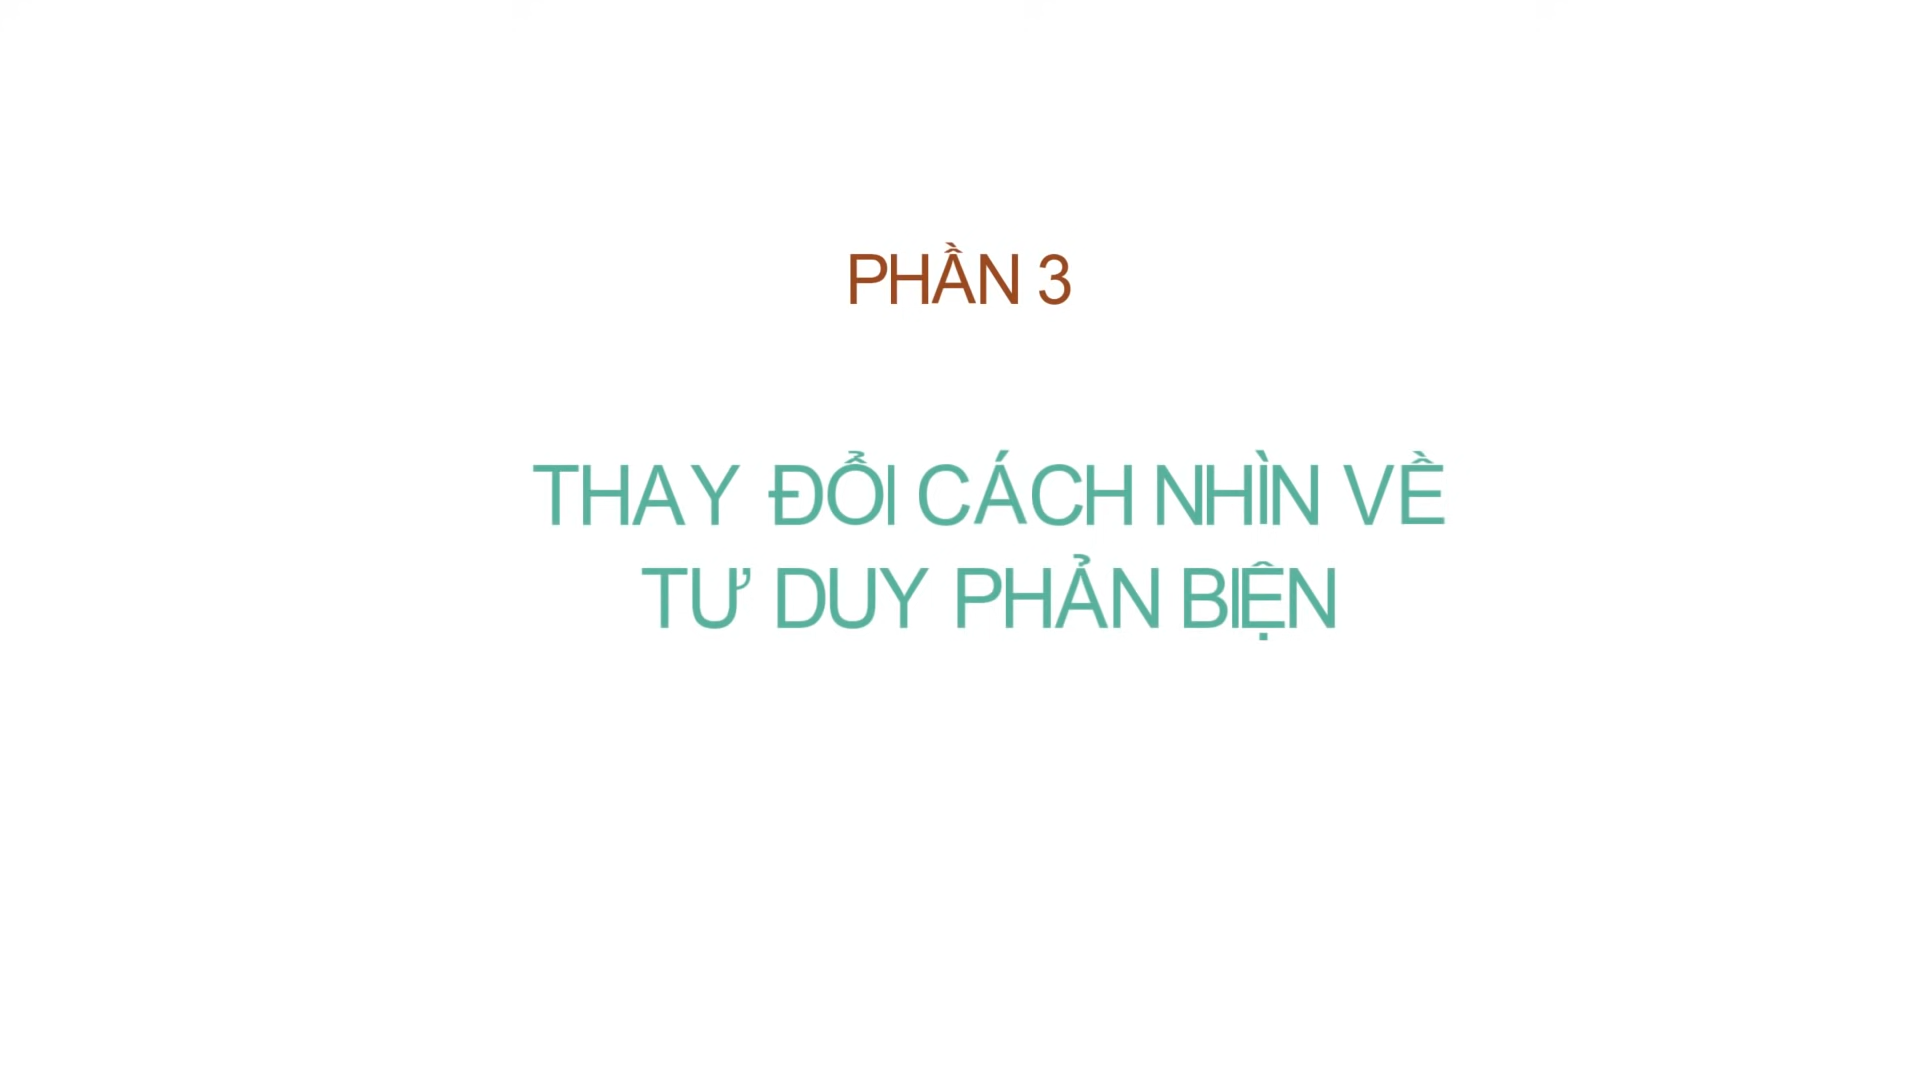 PHẦN 3
THAY ĐỔI CÁCH NHÌN VỀ
TƯ DUY PHẢN BIỆN